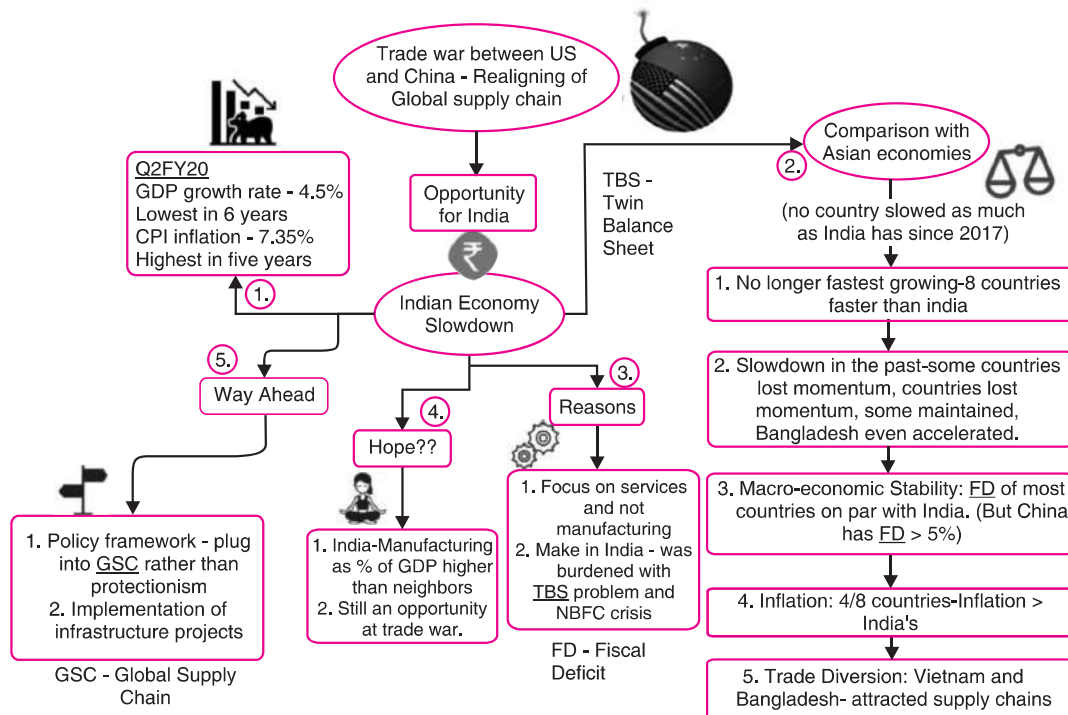 Trade war between US
and China - Realigning of
Global supply chain
Opportunity
for India
₹
Indian Economy
Slowdown
1.
Q2FY20
GDP growth rate - 4.5%
Lowest in 6 years
CPI inflation - 7.35%
Highest in five years
TBS -
Twin
Balance
Sheet
2.
Comparison with
Asian economies
(no country slowed as much
as India has since 2017)
1. No longer fastest growing-8 countries
faster than india
2. Slowdown in the past-some countries
lost momentum, countries lost
momentum, some maintained,
Bangladesh even accelerated.
3. Macro-economic Stability: FD of most
countries on par with India. (But China
has FD > 5%)
4. Inflation: 4/8 countries-Inflation >
India's
5. Trade Diversion: Vietnam and
Bangladesh- attracted supply chains
3.
Reasons
1. Focus on services
and not
manufacturing
2. Make in India - was
burdened with
TBS problem and
NBFC crisis
FD - Fiscal
Deficit
4.
Hope??
1. India-Manufacturing
as % of GDP higher
than neighbors
2. Still an opportunity
at trade war.
5.
Way Ahead
1. Policy framework - plug
into GSC rather than
protectionism
2. Implementation of
infrastructure projects
GSC - Global Supply
Chain